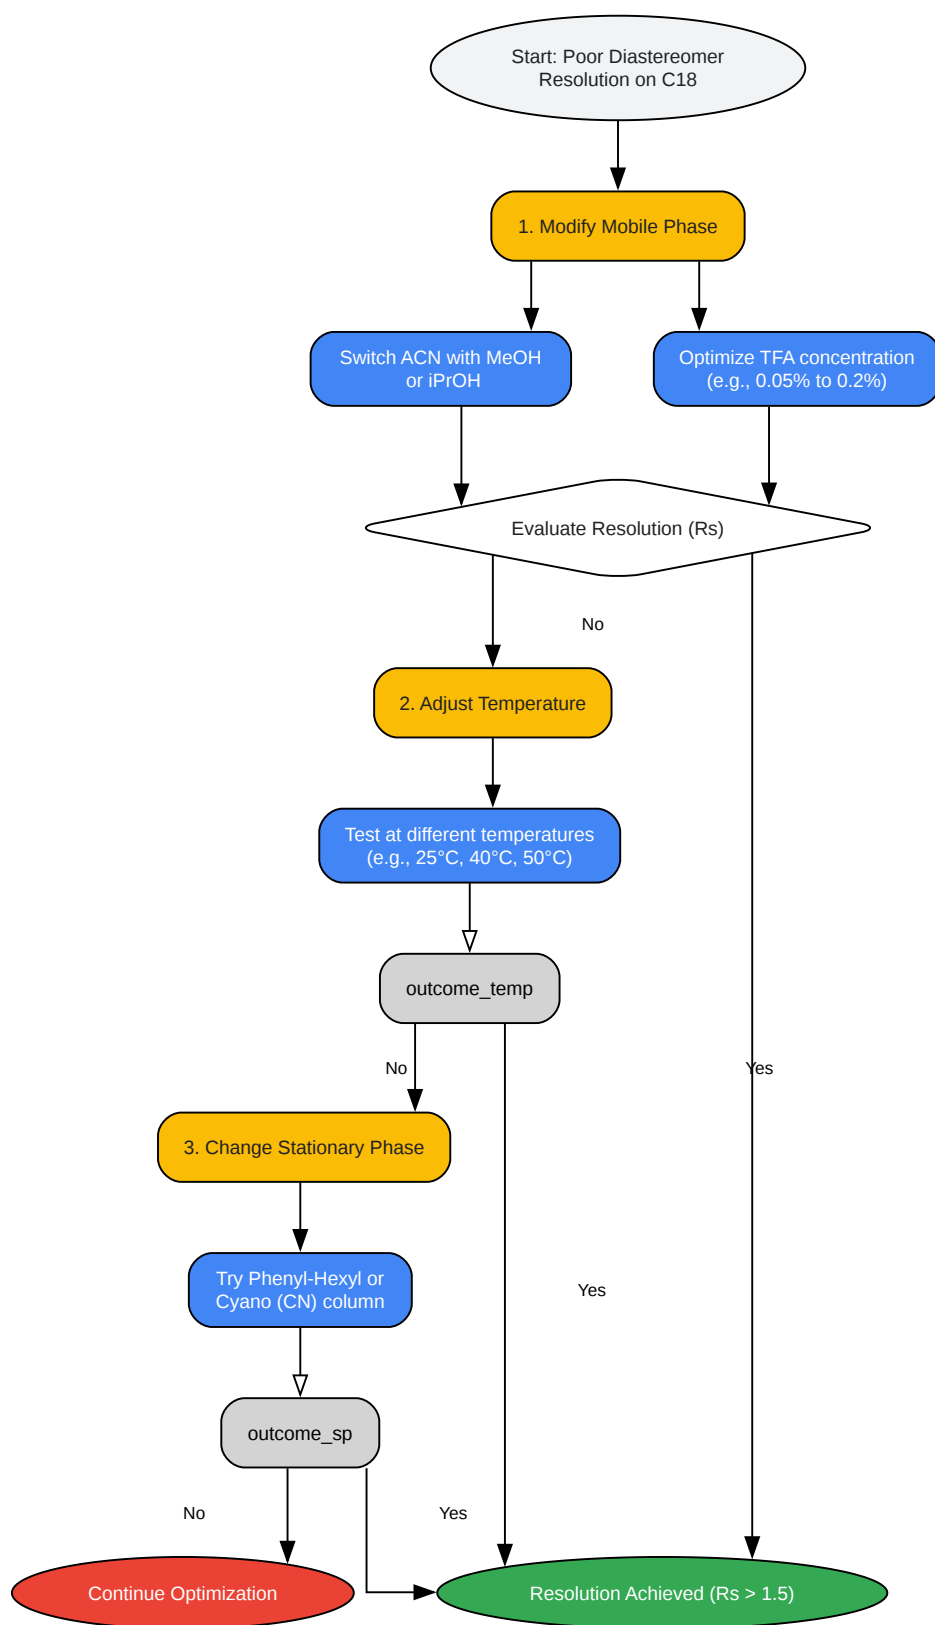 Start: Poor Diastereomer
Resolution on C18
1. Modify Mobile Phase
Switch ACN with MeOH
or iPrOH
Optimize TFA concentration
(e.g., 0.05% to 0.2%)
Evaluate Resolution (Rs)
No
2. Adjust Temperature
Test at different temperatures
(e.g., 25°C, 40°C, 50°C)
outcome_temp
No
Yes
3. Change Stationary Phase
Try Phenyl-Hexyl or
Cyano (CN) column
Yes
outcome_sp
No
Yes
Continue Optimization
Resolution Achieved (Rs > 1.5)